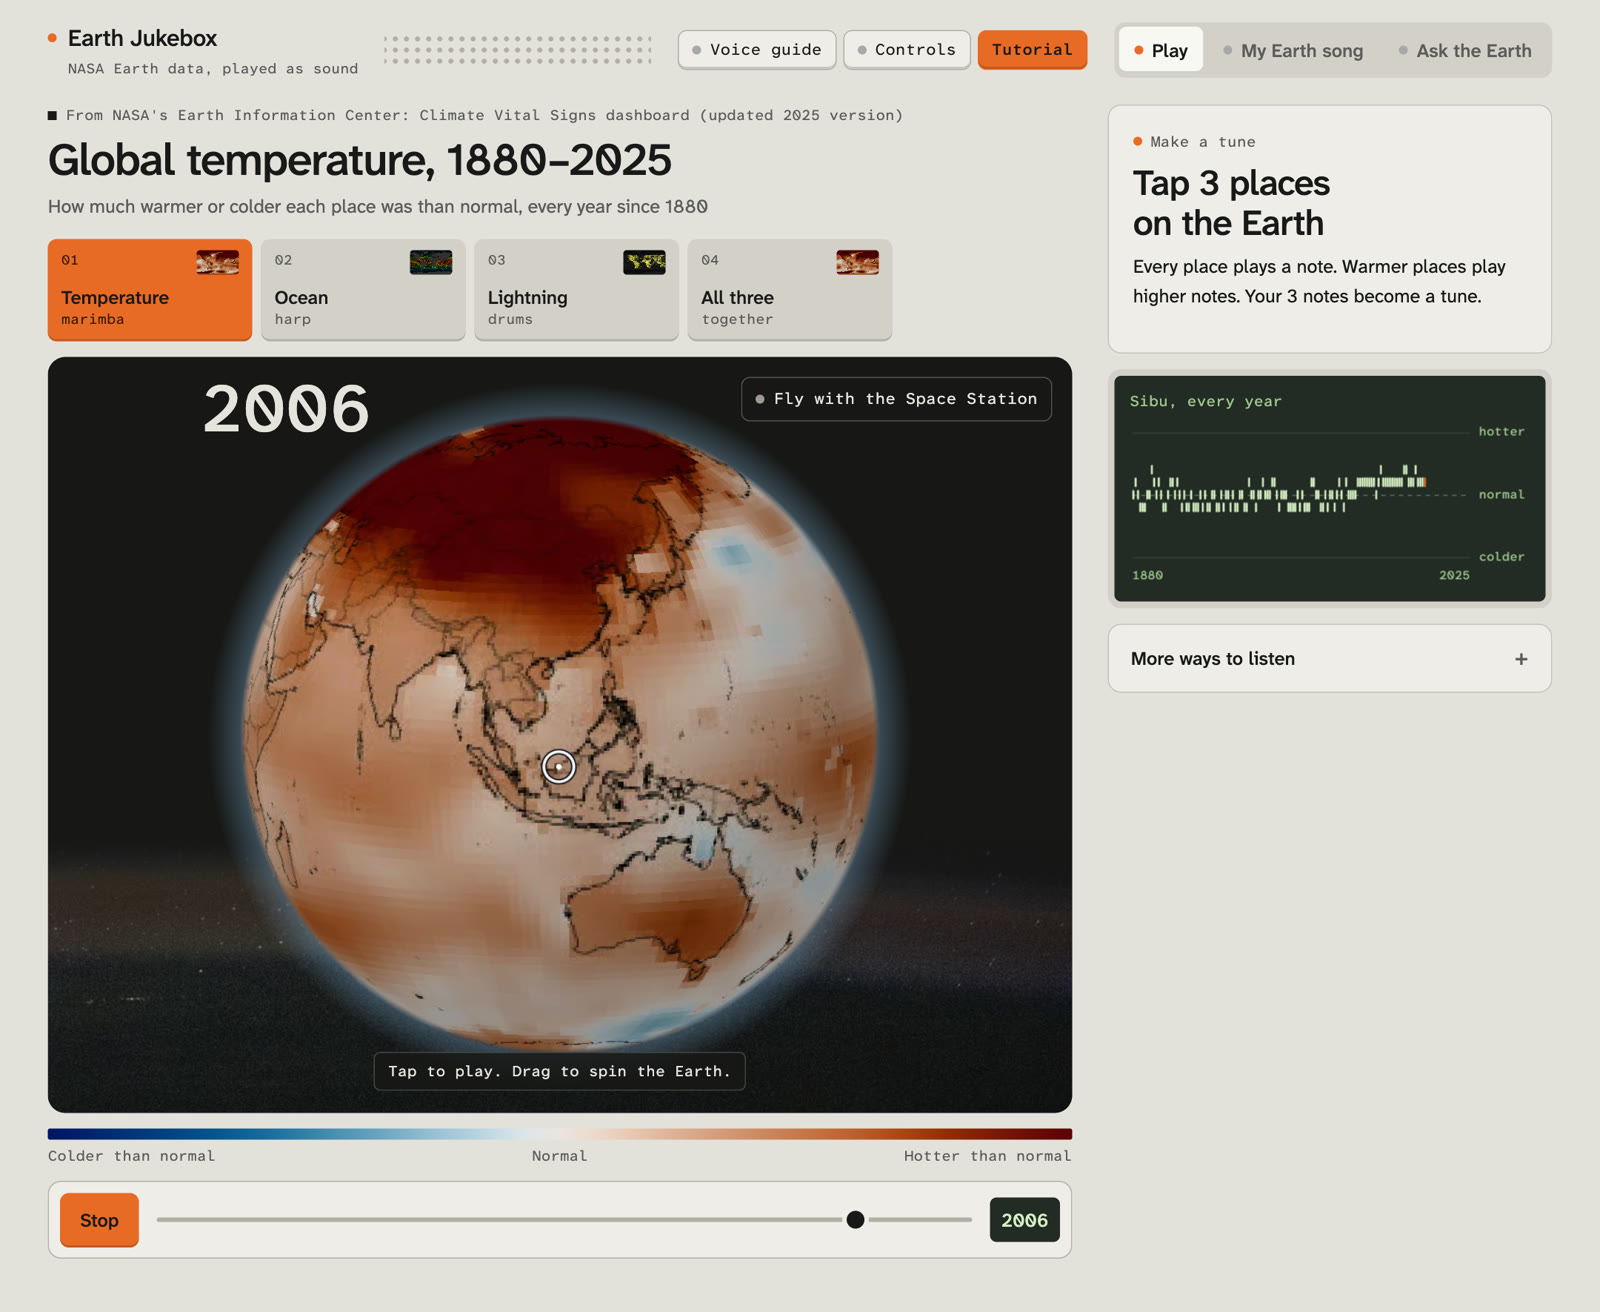 Earth Jukebox
NASA Earth data, played as sound
Voice guide
Controls
Tutorial
Play
My Earth song
Ask the Earth
From NASA's Earth Information Center: Climate Vital Signs dashboard (updated 2025 version)
Global temperature, 1880–2025
How much warmer or colder each place was than normal, every year since 1880
01
Temperature
marimba
02
Ocean
harp
03
Lightning
drums
04
All three
together
2006
Fly with the Space Station
Tap to play. Drag to spin the Earth.
Colder than normal
Normal
Hotter than normal
Stop
2006
Make a tune
Tap 3 places
on the Earth
Every place plays a note. Warmer places play
higher notes. Your 3 notes become a tune.
Sibu, every year
hotter
normal
colder
1880
2025
More ways to listen
+